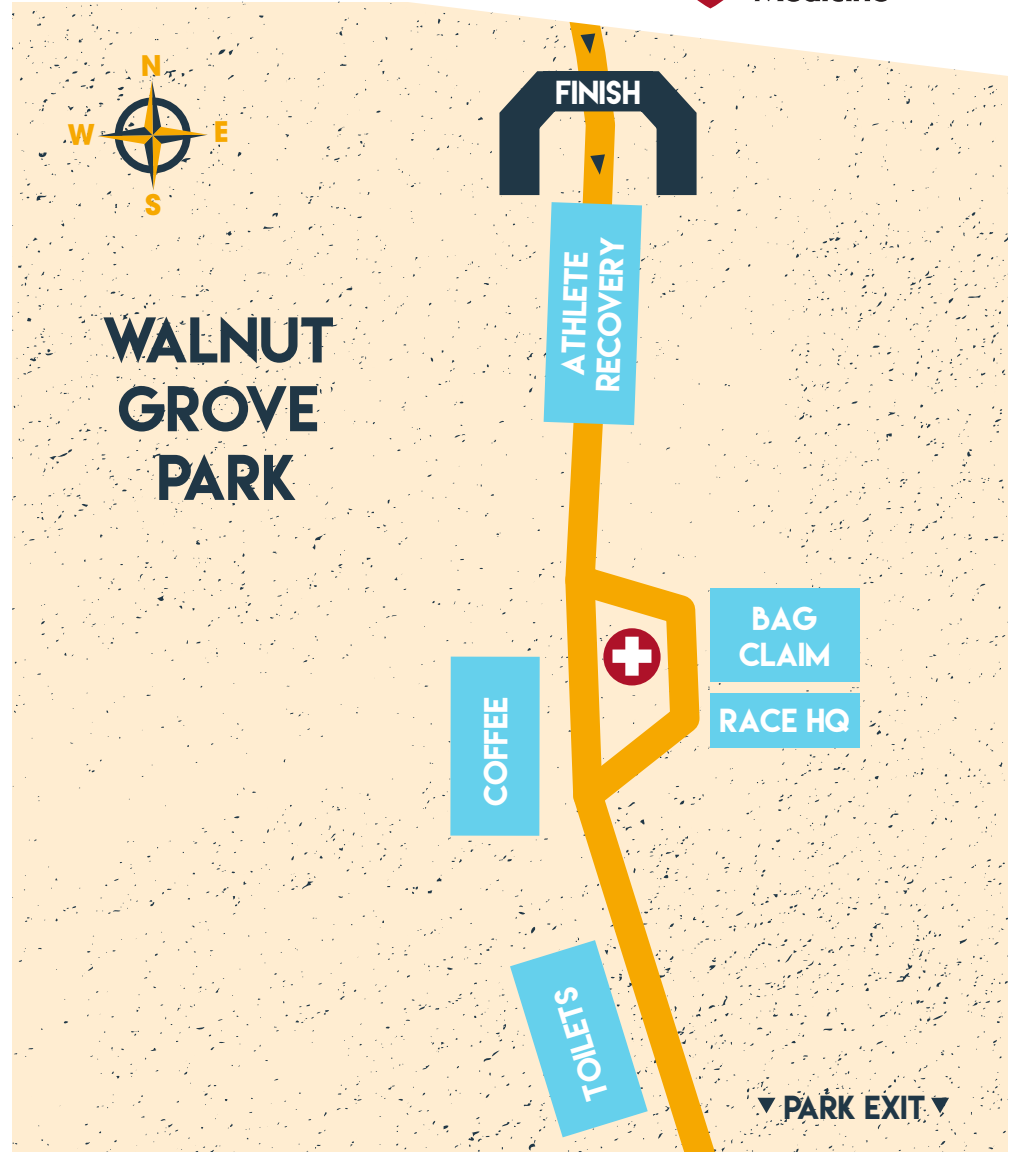 N
W
E
S
FINISH
ATHLETE
RECOVERY
WALNUT
GROVE
PARK
BAG
CLAIM
RACE HQ
COFFEE
TOILETS
PARK EXIT